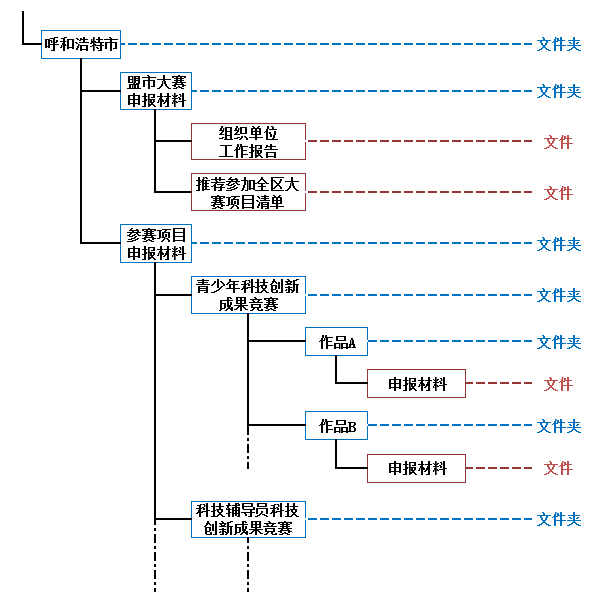 呼和浩特市
文件夹
盟市大赛
申报材料
文件夹
组织单位
工作报告
文件
推荐参加全区大
赛项目清单
文件
参赛项目
申报材料
文件夹
青少年科技创新
成果竞赛
文件夹
作品A
文件夹
申报材料
文件
作品B
文件夹
申报材料
文件
科技辅导员科技
创新成果竞赛
文件夹